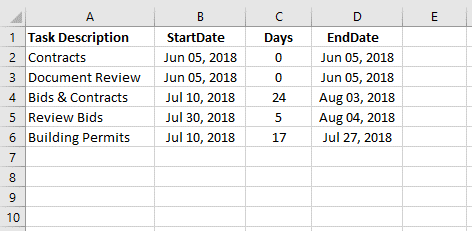 A B C D E
1 Task Description StartDate Days EndDate
2 Contracts Jun 05, 2018 0 Jun 05, 2018
3 Document Review Jun 05, 2018 0 Jun 05, 2018
4 Bids & Contracts Jul 10, 2018 24 Aug 03, 2018
5 Review Bids Jul 30, 2018 5 Aug 04, 2018
6 Building Permits Jul 10, 2018 17 Jul 27, 2018
7
8
9
10